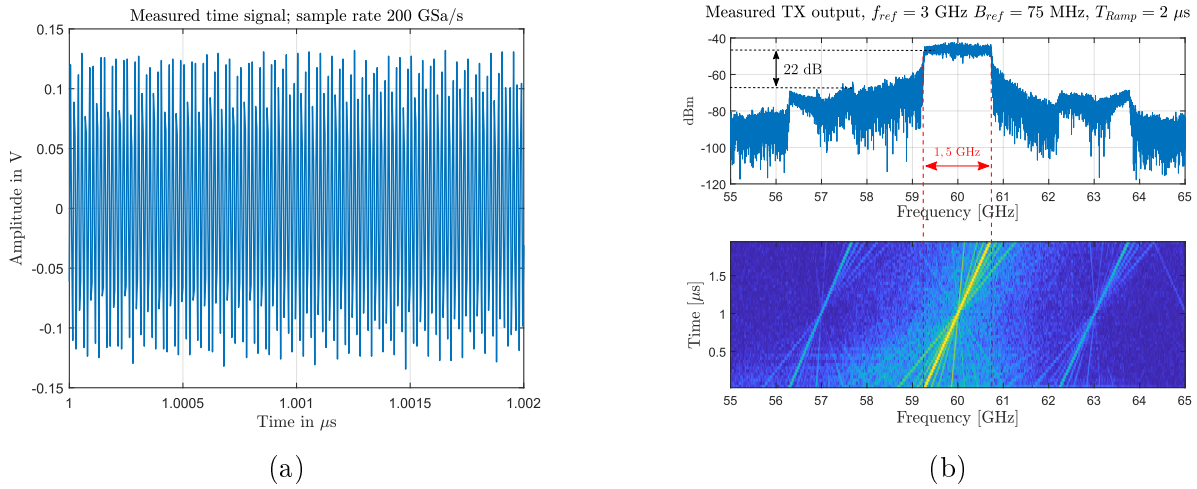 Measured time signal; sample rate 200 GSa/s
0.15
0.1
0.05
0
-0.05
-0.1
-0.15
Amplitude in V
1
1.0005
1.001
1.0015
1.002
Time in μs
(a)
Measured TX output, f_ref = 3 GHz B_ref = 75 MHz, T_Ramp = 2 μs
-40
-60
-80
-100
-120
dBm
22 dB
1, 5 GHz
55 56 57 58 59 60 61 62 63 64 65
Frequency [GHz]
1.5
1
0.5
Time [μs]
55 56 57 58 59 60 61 62 63 64 65
Frequency [GHz]
(b)